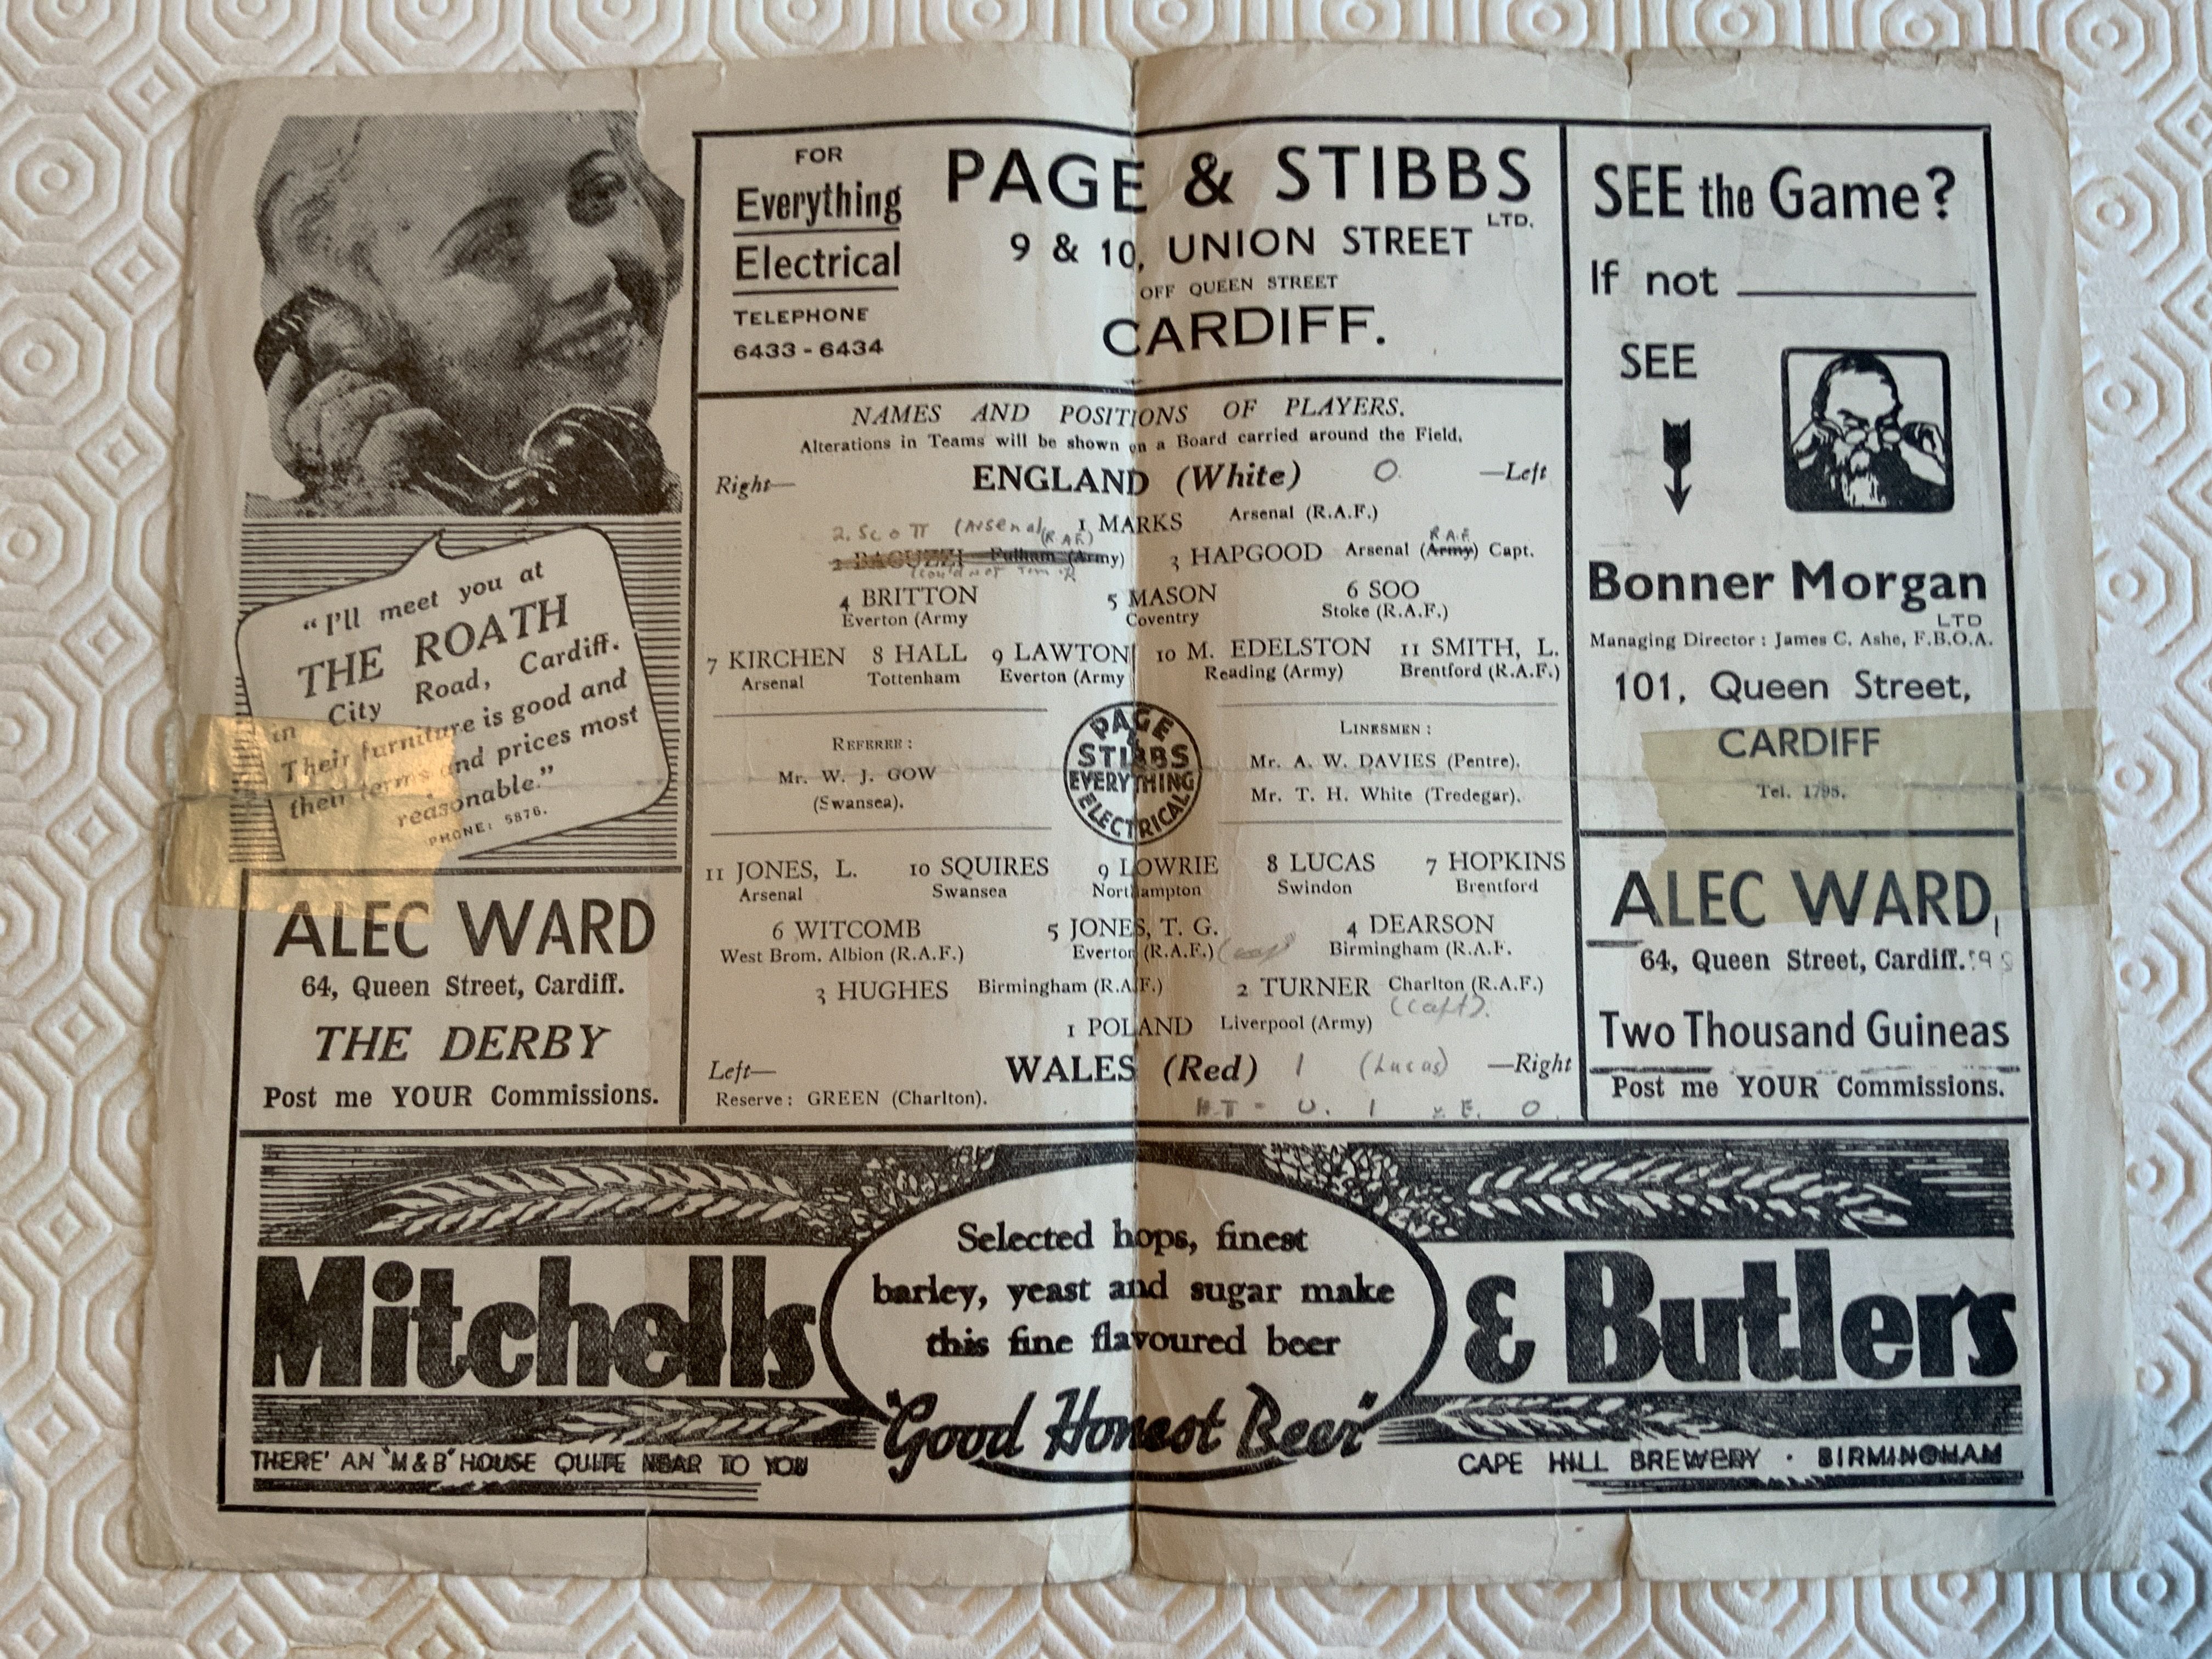 FOR
Everything
Electrical
TELEPHONE
6433 - 6434
PAGE & STIBBS
LTD.
9 & 10, UNION STREET
OFF QUEEN STREET
CARDIFF.
SEE the Game?
If not
SEE
Bonner Morgan
LTD
Managing Director : James C. Ashe, F.B.O.A.
101, Queen Street,
CARDIFF
Tel. 1795.
"I'll meet you at
THE ROATH
Road, Cardiff.
in City
Their furniture is good and
their terms and prices most
reasonable."
PHONE: 5876.
NAMES AND POSITIONS OF PLAYERS.
Alterations in Teams will be shown on a Board carried around the Field.
Right— ENGLAND (White) 0. —Left
2. Scott (Arsenal) (R.A.F.) 1 MARKS Arsenal (R.A.F.)
R.A.F.
2 BACUZZI Fulham (Army) 3 HAPGOOD Arsenal (Army) Capt.
(could not
4 BRITTON 5 MASON 6 SOO
Everton (Army Coventry Stoke (R.A.F.)
7 KIRCHEN 8 HALL 9 LAWTON 10 M. EDELSTON 11 SMITH, L.
Arsenal Tottenham Everton (Army Reading (Army) Brentford (R.A.F.)
REFEREE :
Mr. W. J. GOW
(Swansea).
PAGE
&
STIBBS
EVERYTHING
ELECTRICAL
LINESMEN :
Mr. A. W. DAVIES (Pentre).
Mr. T. H. White (Tredegar).
11 JONES, L. 10 SQUIRES 9 LOWRIE 8 LUCAS 7 HOPKINS
Arsenal Swansea Northampton Swindon Brentford
6 WITCOMB 5 JONES, T. G. 4 DEARSON
West Brom. Albion (R.A.F.) Everton (R.A.F.) Birmingham (R.A.F.
3 HUGHES Birmingham (R.A.F.) 2 TURNER Charlton (R.A.F.)
(capt).
1 POLAND Liverpool (Army)
Left— WALES (Red) 1 (Lucas) —Right
Reserve : GREEN (Charlton).
ALEC WARD
64, Queen Street, Cardiff.
THE DERBY
Post me YOUR Commissions.
ALEC WARD,
64, Queen Street, Cardiff.
Two Thousand Guineas
Post me YOUR Commissions.
Mitchells & Butlers
Selected hops, finest
barley, yeast and sugar make
this fine flavoured beer
"Good Honest Beer"
THERE' AN "M & B" HOUSE QUITE NEAR TO YOU
CAPE HILL BREWERY · BIRMINGHAM